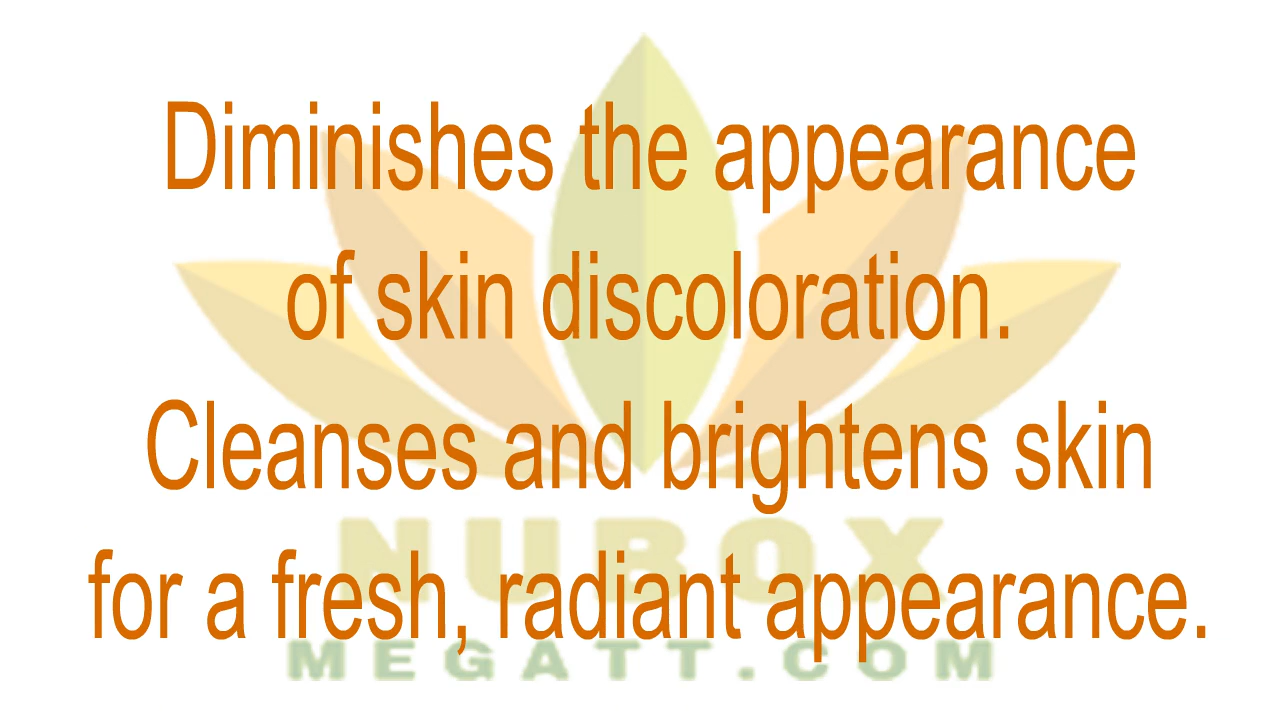 Diminishes the appearance
of skin discoloration.
Cleanses and brightens skin
NUBOX
for a fresh, radiant appearance.
MEGATT.COM